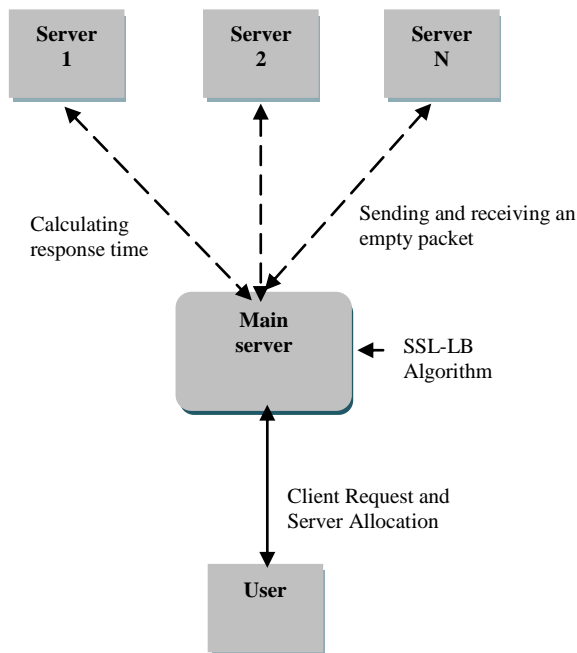 Server
1
Server
2
Server
N
Calculating
response time
Sending and receiving an
empty packet
Main
server
SSL-LB
Algorithm
Client Request and
Server Allocation
User